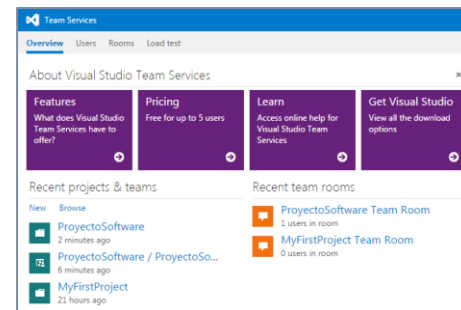 Team Services
Overview Users Rooms Load test
About Visual Studio Team Services
Features
What does Visual Studio
Team Services have to
offer?
Pricing
Free for up to 5 users
Learn
Access online help for
Visual Studio Team
Services
Get Visual Studio
View all the download
options
Recent projects & teams
New Browse
ProyectoSoftware
2 minutes ago
ProyectoSoftware / ProyectoSo...
6 minutes ago
MyFirstProject
21 hours ago
Recent team rooms
ProyectoSoftware Team Room
1 users in room
MyFirstProject Team Room
0 users in room